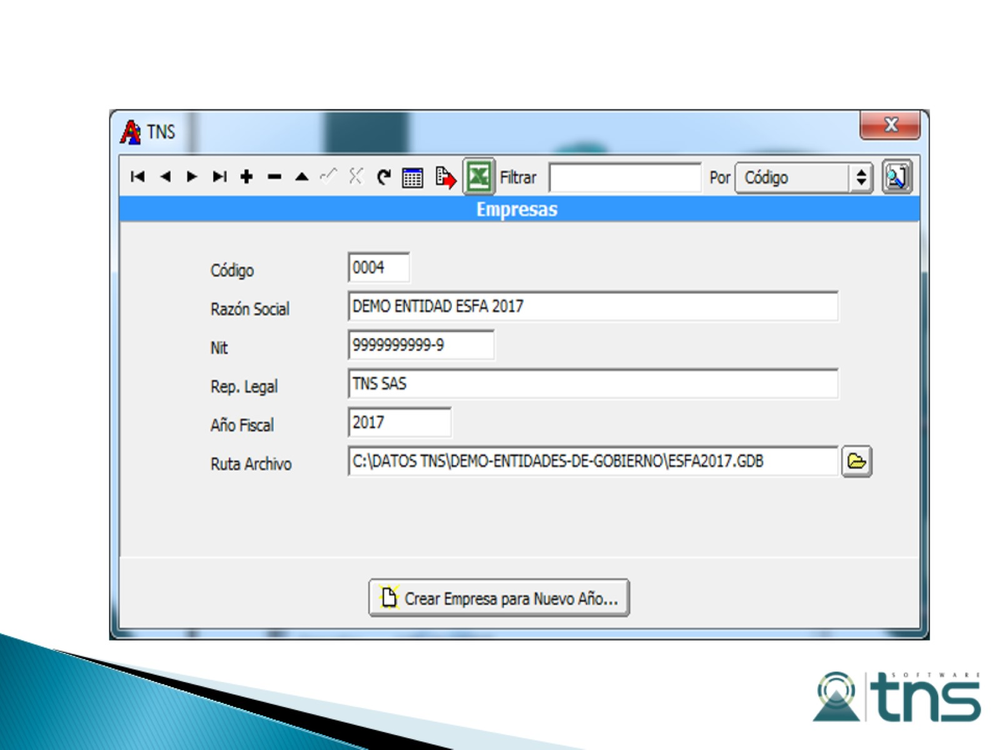 TNS
Filtrar Por Código
Empresas
Código 0004
Razón Social DEMO ENTIDAD ESFA 2017
Nit 9999999999-9
Rep. Legal TNS SAS
Año Fiscal 2017
Ruta Archivo C:\DATOS TNS\DEMO-ENTIDADES-DE-GOBIERNO\ESFA2017.GDB
Crear Empresa para Nuevo Año...
SOFTWARE
tns